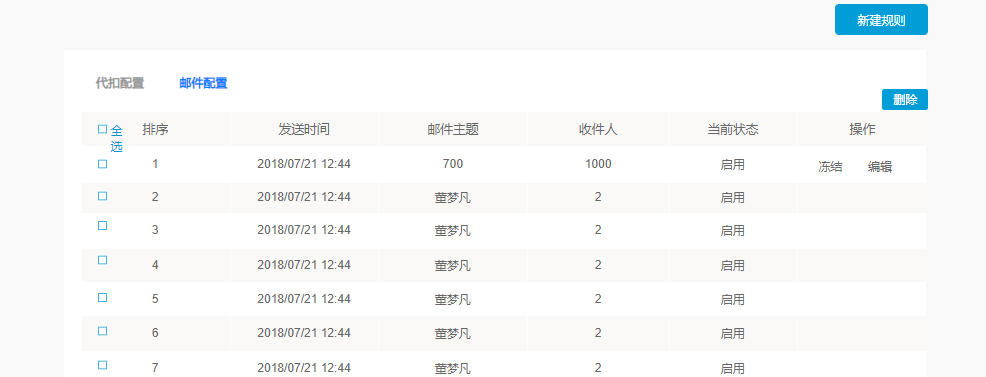 新建规则
代扣配置 邮件配置
删除
全选 排序 发送时间 邮件主题 收件人 当前状态 操作
1 2018/07/21 12:44 700 1000 启用 冻结 编辑
2 2018/07/21 12:44 董梦凡 2 启用
3 2018/07/21 12:44 董梦凡 2 启用
4 2018/07/21 12:44 董梦凡 2 启用
5 2018/07/21 12:44 董梦凡 2 启用
6 2018/07/21 12:44 董梦凡 2 启用
7 2018/07/21 12:44 董梦凡 2 启用